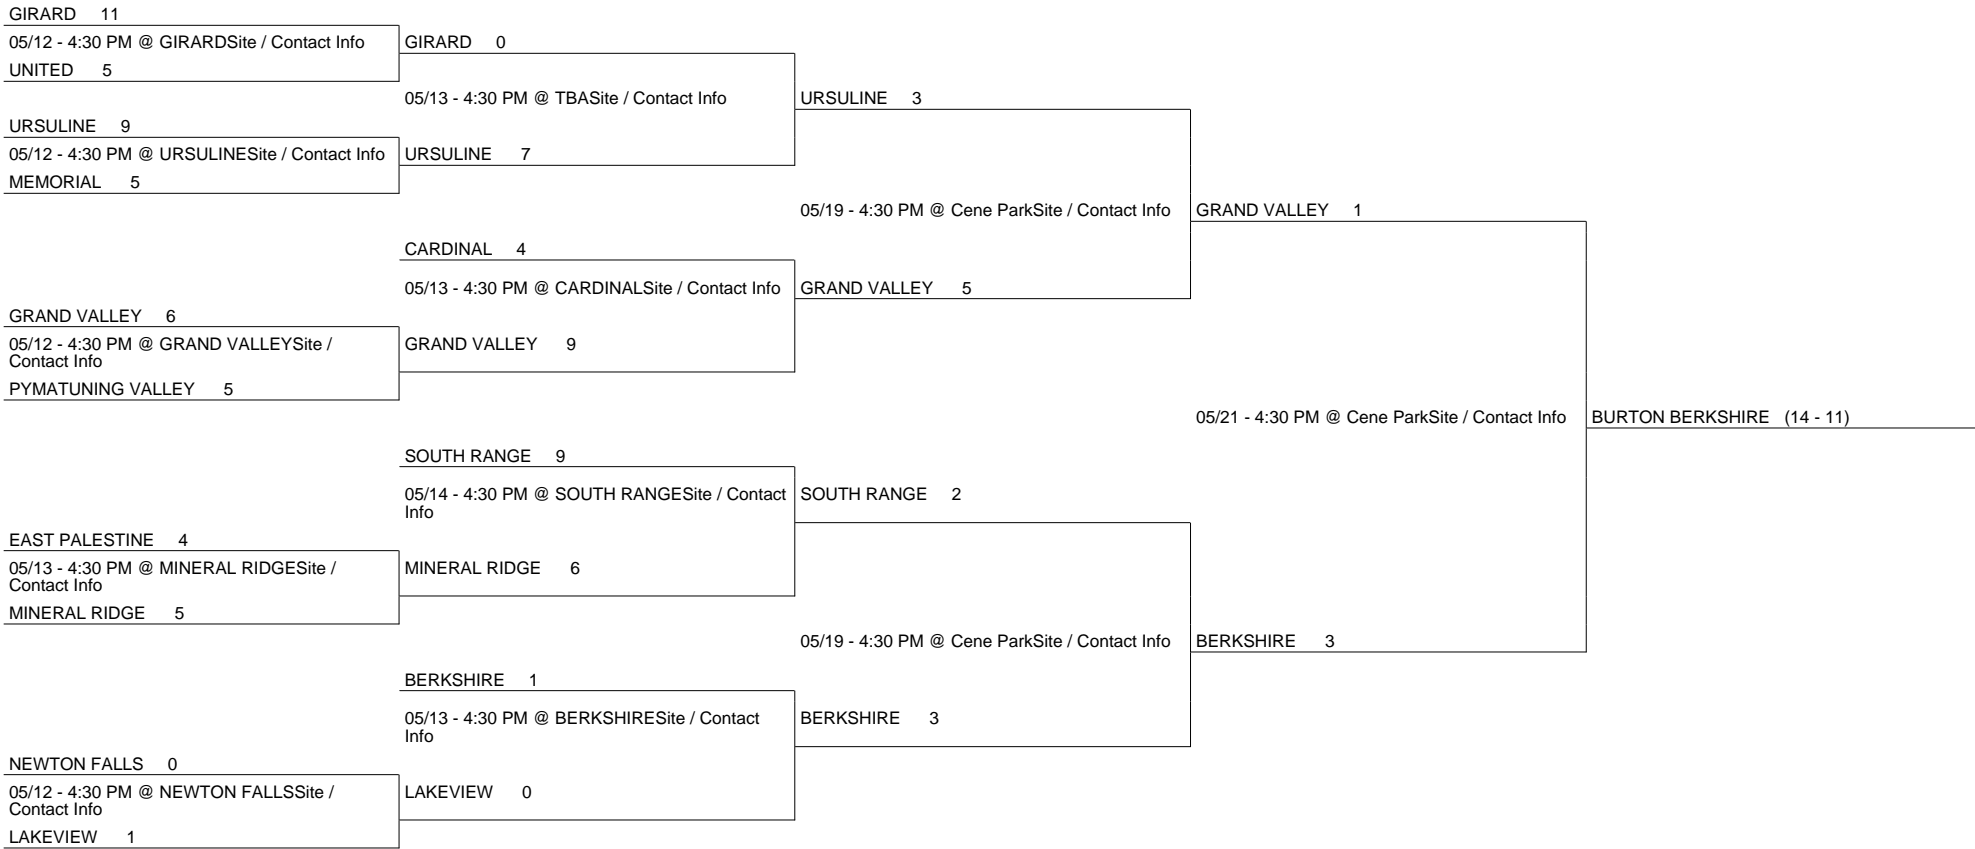 GIRARD 11
05/12 - 4:30 PM @ GIRARDSite / Contact Info
UNITED 5
URSULINE 9
05/12 - 4:30 PM @ URSULINESite / Contact Info
MEMORIAL 5
GRAND VALLEY 6
05/12 - 4:30 PM @ GRAND VALLEYSite /
Contact Info
PYMATUNING VALLEY 5
EAST PALESTINE 4
05/13 - 4:30 PM @ MINERAL RIDGESite /
Contact Info
MINERAL RIDGE 5
NEWTON FALLS 0
05/12 - 4:30 PM @ NEWTON FALLSSite /
Contact Info
LAKEVIEW 1
GIRARD 0
05/13 - 4:30 PM @ TBASite / Contact Info
URSULINE 7
CARDINAL 4
05/13 - 4:30 PM @ CARDINALSite / Contact Info
GRAND VALLEY 9
SOUTH RANGE 9
05/14 - 4:30 PM @ SOUTH RANGESite / Contact
Info
MINERAL RIDGE 6
BERKSHIRE 1
05/13 - 4:30 PM @ BERKSHIRESite / Contact
Info
LAKEVIEW 0
URSULINE 3
05/19 - 4:30 PM @ Cene ParkSite / Contact Info
GRAND VALLEY 5
SOUTH RANGE 2
05/19 - 4:30 PM @ Cene ParkSite / Contact Info
BERKSHIRE 3
GRAND VALLEY 1
05/21 - 4:30 PM @ Cene ParkSite / Contact Info
BERKSHIRE 3
BURTON BERKSHIRE (14 - 11)